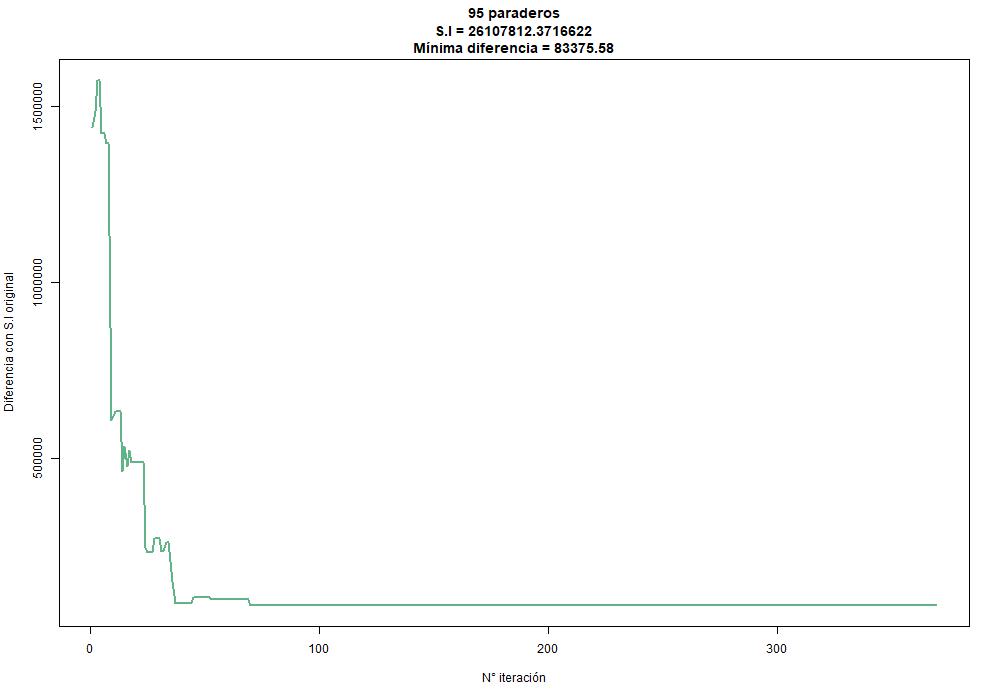 95 paraderos
S.I = 26107812.3716622
Mínima diferencia = 83375.58
Diferencia con S.I original
1500000
1000000
500000
0
100
200
300
N° iteración